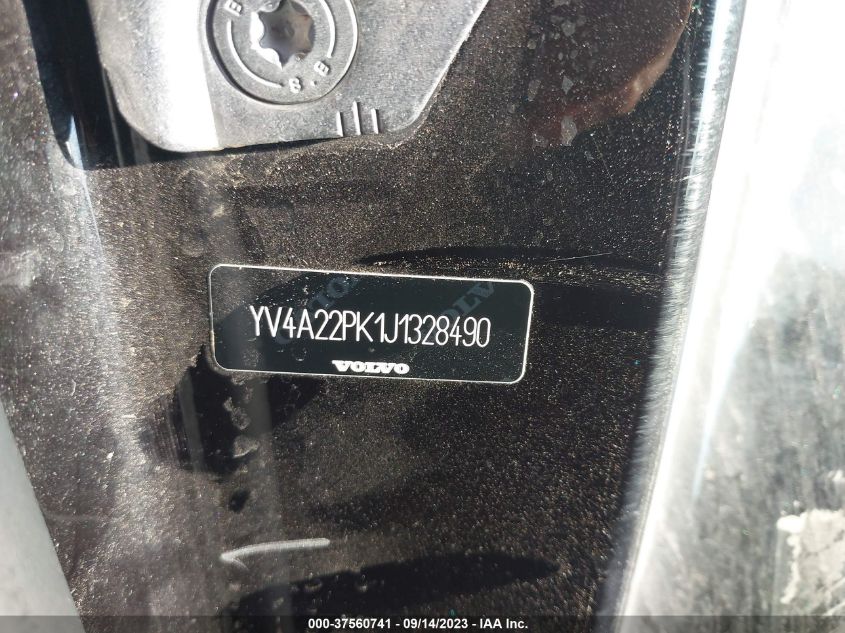 YV4A22PK1J1328490
VOLVO
000-37560741 - 09/14/2023 - IAA Inc.